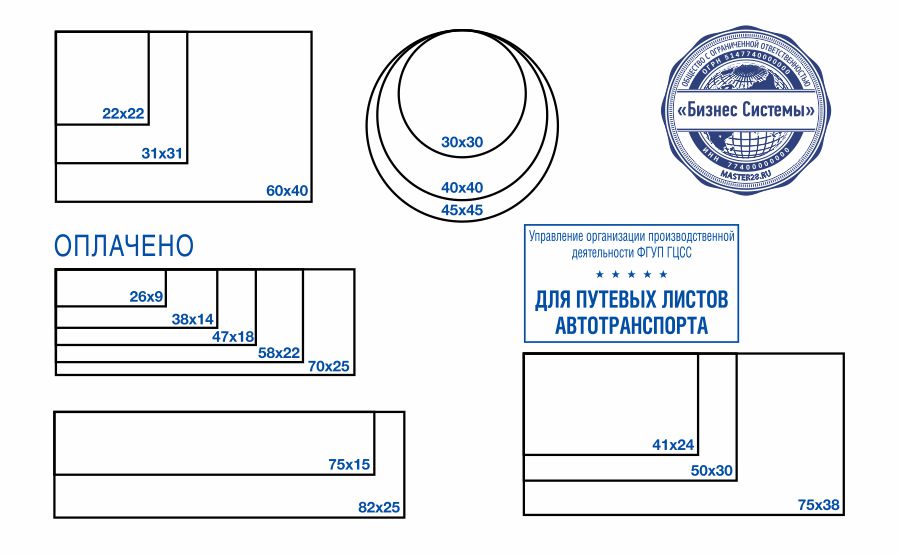 22x22
31x31
60x40
30x30
40x40
45x45
ОБЩЕСТВО С ОГРАНИЧЕННОЙ ОТВЕТСТВЕННОСТЬЮ
ОГРН 5147740000000
«Бизнес Системы»
ИНН 77400000000
MASTER28.RU
ОПЛАЧЕНО
26x9
38x14
47x18
58x22
70x25
Управление организации производственной
деятельности ФГУП ГЦСС
★ ★ ★ ★ ★
ДЛЯ ПУТЕВЫХ ЛИСТОВ
АВТОТРАНСПОРТА
41x24
50x30
75x38
75x15
82x25